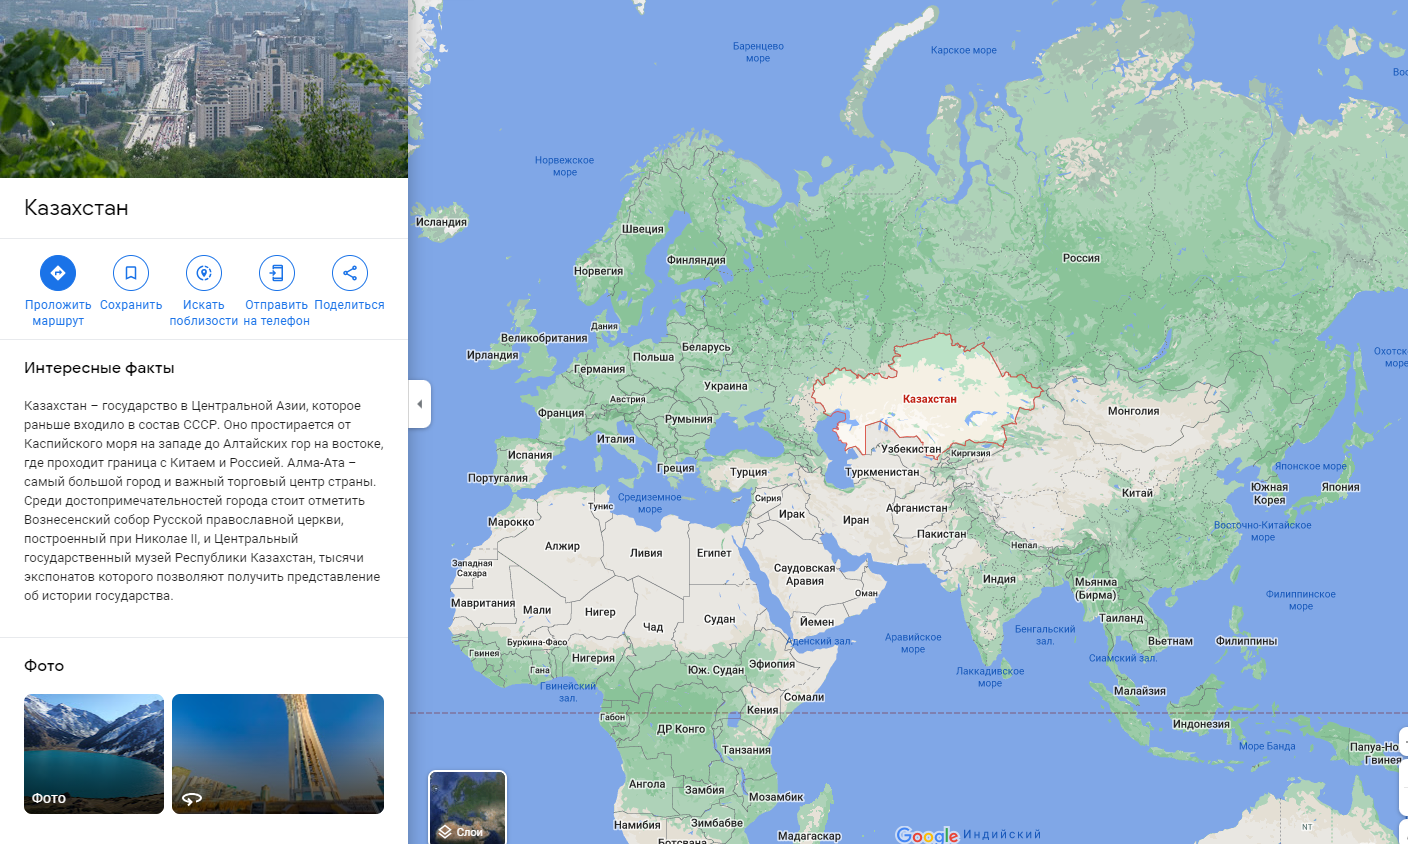 Казахстан
Проложить
маршрут
Сохранить
Искать
поблизости
Отправить
на телефон
Поделиться
Интересные факты
Казахстан – государство в Центральной Азии, которое
раньше входило в состав СССР. Оно простирается от
Каспийского моря на западе до Алтайских гор на востоке,
где проходит граница с Китаем и Россией. Алма-Ата –
самый большой город и важный торговый центр страны.
Среди достопримечательностей города стоит отметить
Вознесенский собор Русской православной церкви,
построенный при Николае II, и Центральный
государственный музей Республики Казахстан, тысячи
экспонатов которого позволяют получить представление
об истории государства.
Фото
Фото
Баренцево
море
Карское море
Вос
Норвежское
море
Исландия
Швеция
Финляндия
Норвегия
Россия
Дания
Великобритания
Ирландия
Беларусь
Польша
Германия
Украина
Австрия
Франция
Румыния
Италия
Испания
Греция
Португалия
Турция
Казахстан
Монголия
Узбекистан
Киргизия
Туркменистан
Охотско
море
Японское море
Южная
Корея
Япония
Китай
Восточно-Китайское
море
Средиземное
море
Тунис
Сирия
Ирак
Иран
Афганистан
Пакистан
Непал
Марокко
Алжир
Ливия
Египет
Западная
Сахара
Саудовская
Аравия
Оман
Индия
Мьянма
(Бирма)
Филиппинское
море
Мавритания
Мали
Нигер
Чад
Судан
Йемен
Аденский зал.
Аравийское
море
Бенгальский
зал.
Таиланд
Вьетнам
Филиппины
Сиамский зал.
Лаккадивское
море
Буркина-Фасо
Гвинея
Гана
Нигерия
Юж. Судан
Эфиопия
Гвинейский
зал.
Сомали
Малайзия
Габон
Кения
ДР Конго
Индонезия
Танзания
Море Банда
Папуа-Но
Гвинея
Ангола
Замбия
Мозамбик
Намибия
Зимбабве
Ботсвана
Мадагаскар
Слои
Google
Индийский
NT